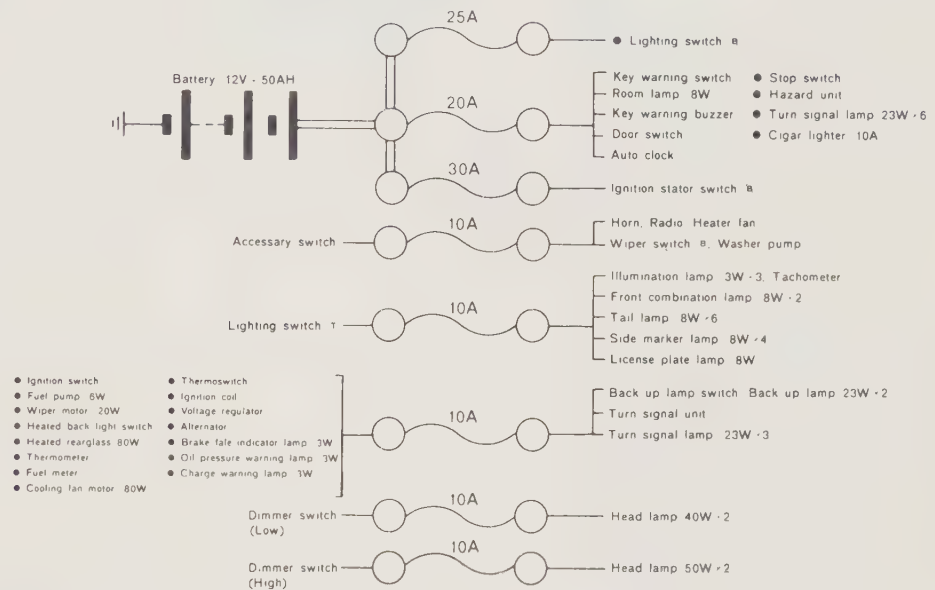 25A
● Lighting switch B
Battery 12V - 50AH
20A
Key warning switch
Room lamp 8W
Key warning buzzer
Door switch
Auto clock
● Stop switch
● Hazard unit
● Turn signal lamp 23W · 6
● Cigar lighter 10A
30A
Ignition stator switch B
Accessary switch
10A
Horn, Radio Heater fan
Wiper switch B, Washer pump
Lighting switch T
10A
Illumination lamp 3W · 3, Tachometer
Front combination lamp 8W · 2
Tail lamp 8W · 6
Side marker lamp 8W · 4
License plate lamp 8W
● Ignition switch
● Fuel pump 6W
● Wiper motor 20W
● Heated back light switch
● Heated rearglass 80W
● Thermometer
● Fuel meter
● Cooling fan motor 80W
● Thermoswitch
● Ignition coil
● Voltage regulator
● Alternator
● Brake fale indicator lamp 3W
● Oil pressure warning lamp 3W
● Charge warning lamp 3W
10A
Back up lamp switch Back up lamp 23W · 2
Turn signal unit
Turn signal lamp 23W · 3
Dimmer switch
(Low)
10A
Head lamp 40W · 2
Dimmer switch
(High)
10A
Head lamp 50W · 2